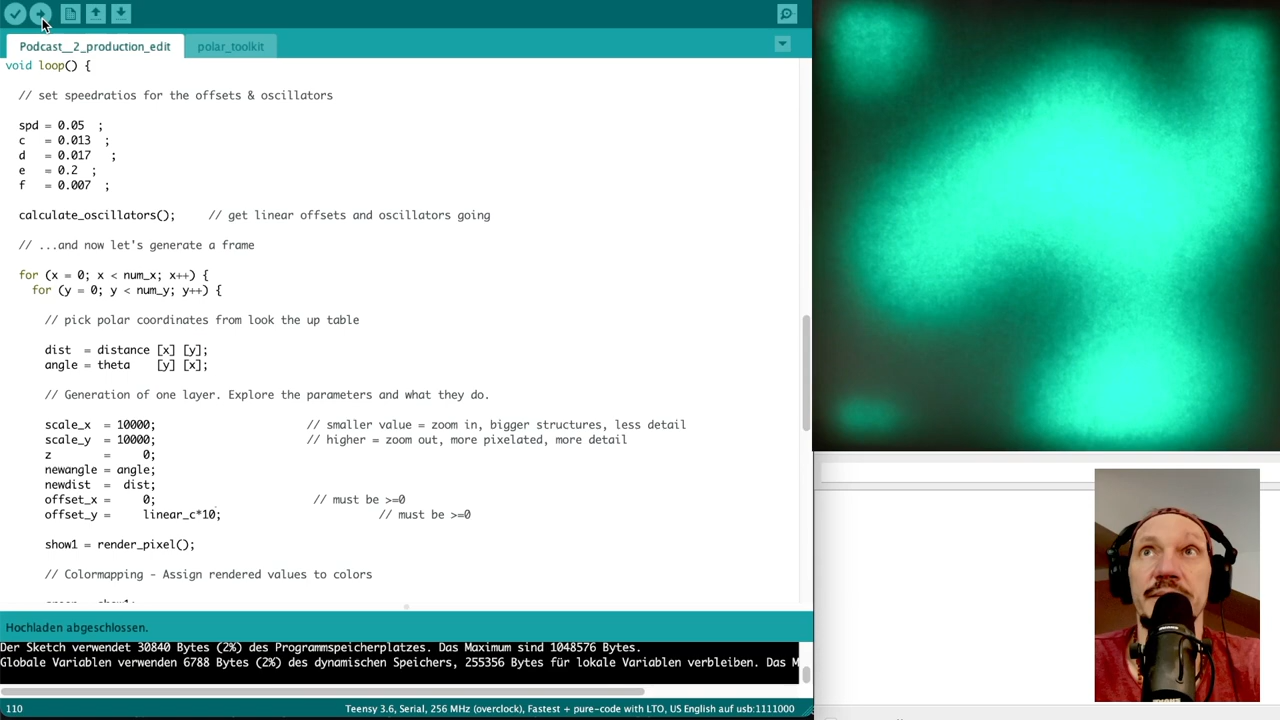 Podcast__2_production_edit
polar_toolkit
void loop() {
// set speedratios for the offsets & oscillators
spd = 0.05  ;
c   = 0.013  ;
d   = 0.017   ;
e   = 0.2  ;
f   = 0.007  ;
calculate_oscillators();     // get linear offsets and oscillators going
// ...and now let's generate a frame
for (x = 0; x < num_x; x++) {
for (y = 0; y < num_y; y++) {
// pick polar coordinates from look the up table
dist  = distance [x] [y];
angle = theta    [y] [x];
// Generation of one layer. Explore the parameters and what they do.
scale_x  = 10000;                       // smaller value = zoom in, bigger structures, less detail
scale_y  = 10000;                       // higher = zoom out, more pixelated, more detail
z        =     0;
newangle = angle;
newdist  =  dist;
offset_x =     0;                        // must be >=0
offset_y =     linear_c*10;                        // must be >=0
show1 = render_pixel();
// Colormapping - Assign rendered values to colors
Hochladen abgeschlossen.
Der Sketch verwendet 30840 Bytes (2%) des Programmspeicherplatzes. Das Maximum sind 1048576 Bytes.
Globale Variablen verwenden 6788 Bytes (2%) des dynamischen Speichers, 255356 Bytes für lokale Variablen verbleiben. Das M
110
Teensy 3.6, Serial, 256 MHz (overclock), Fastest + pure-code with LTO, US English auf usb:1111000